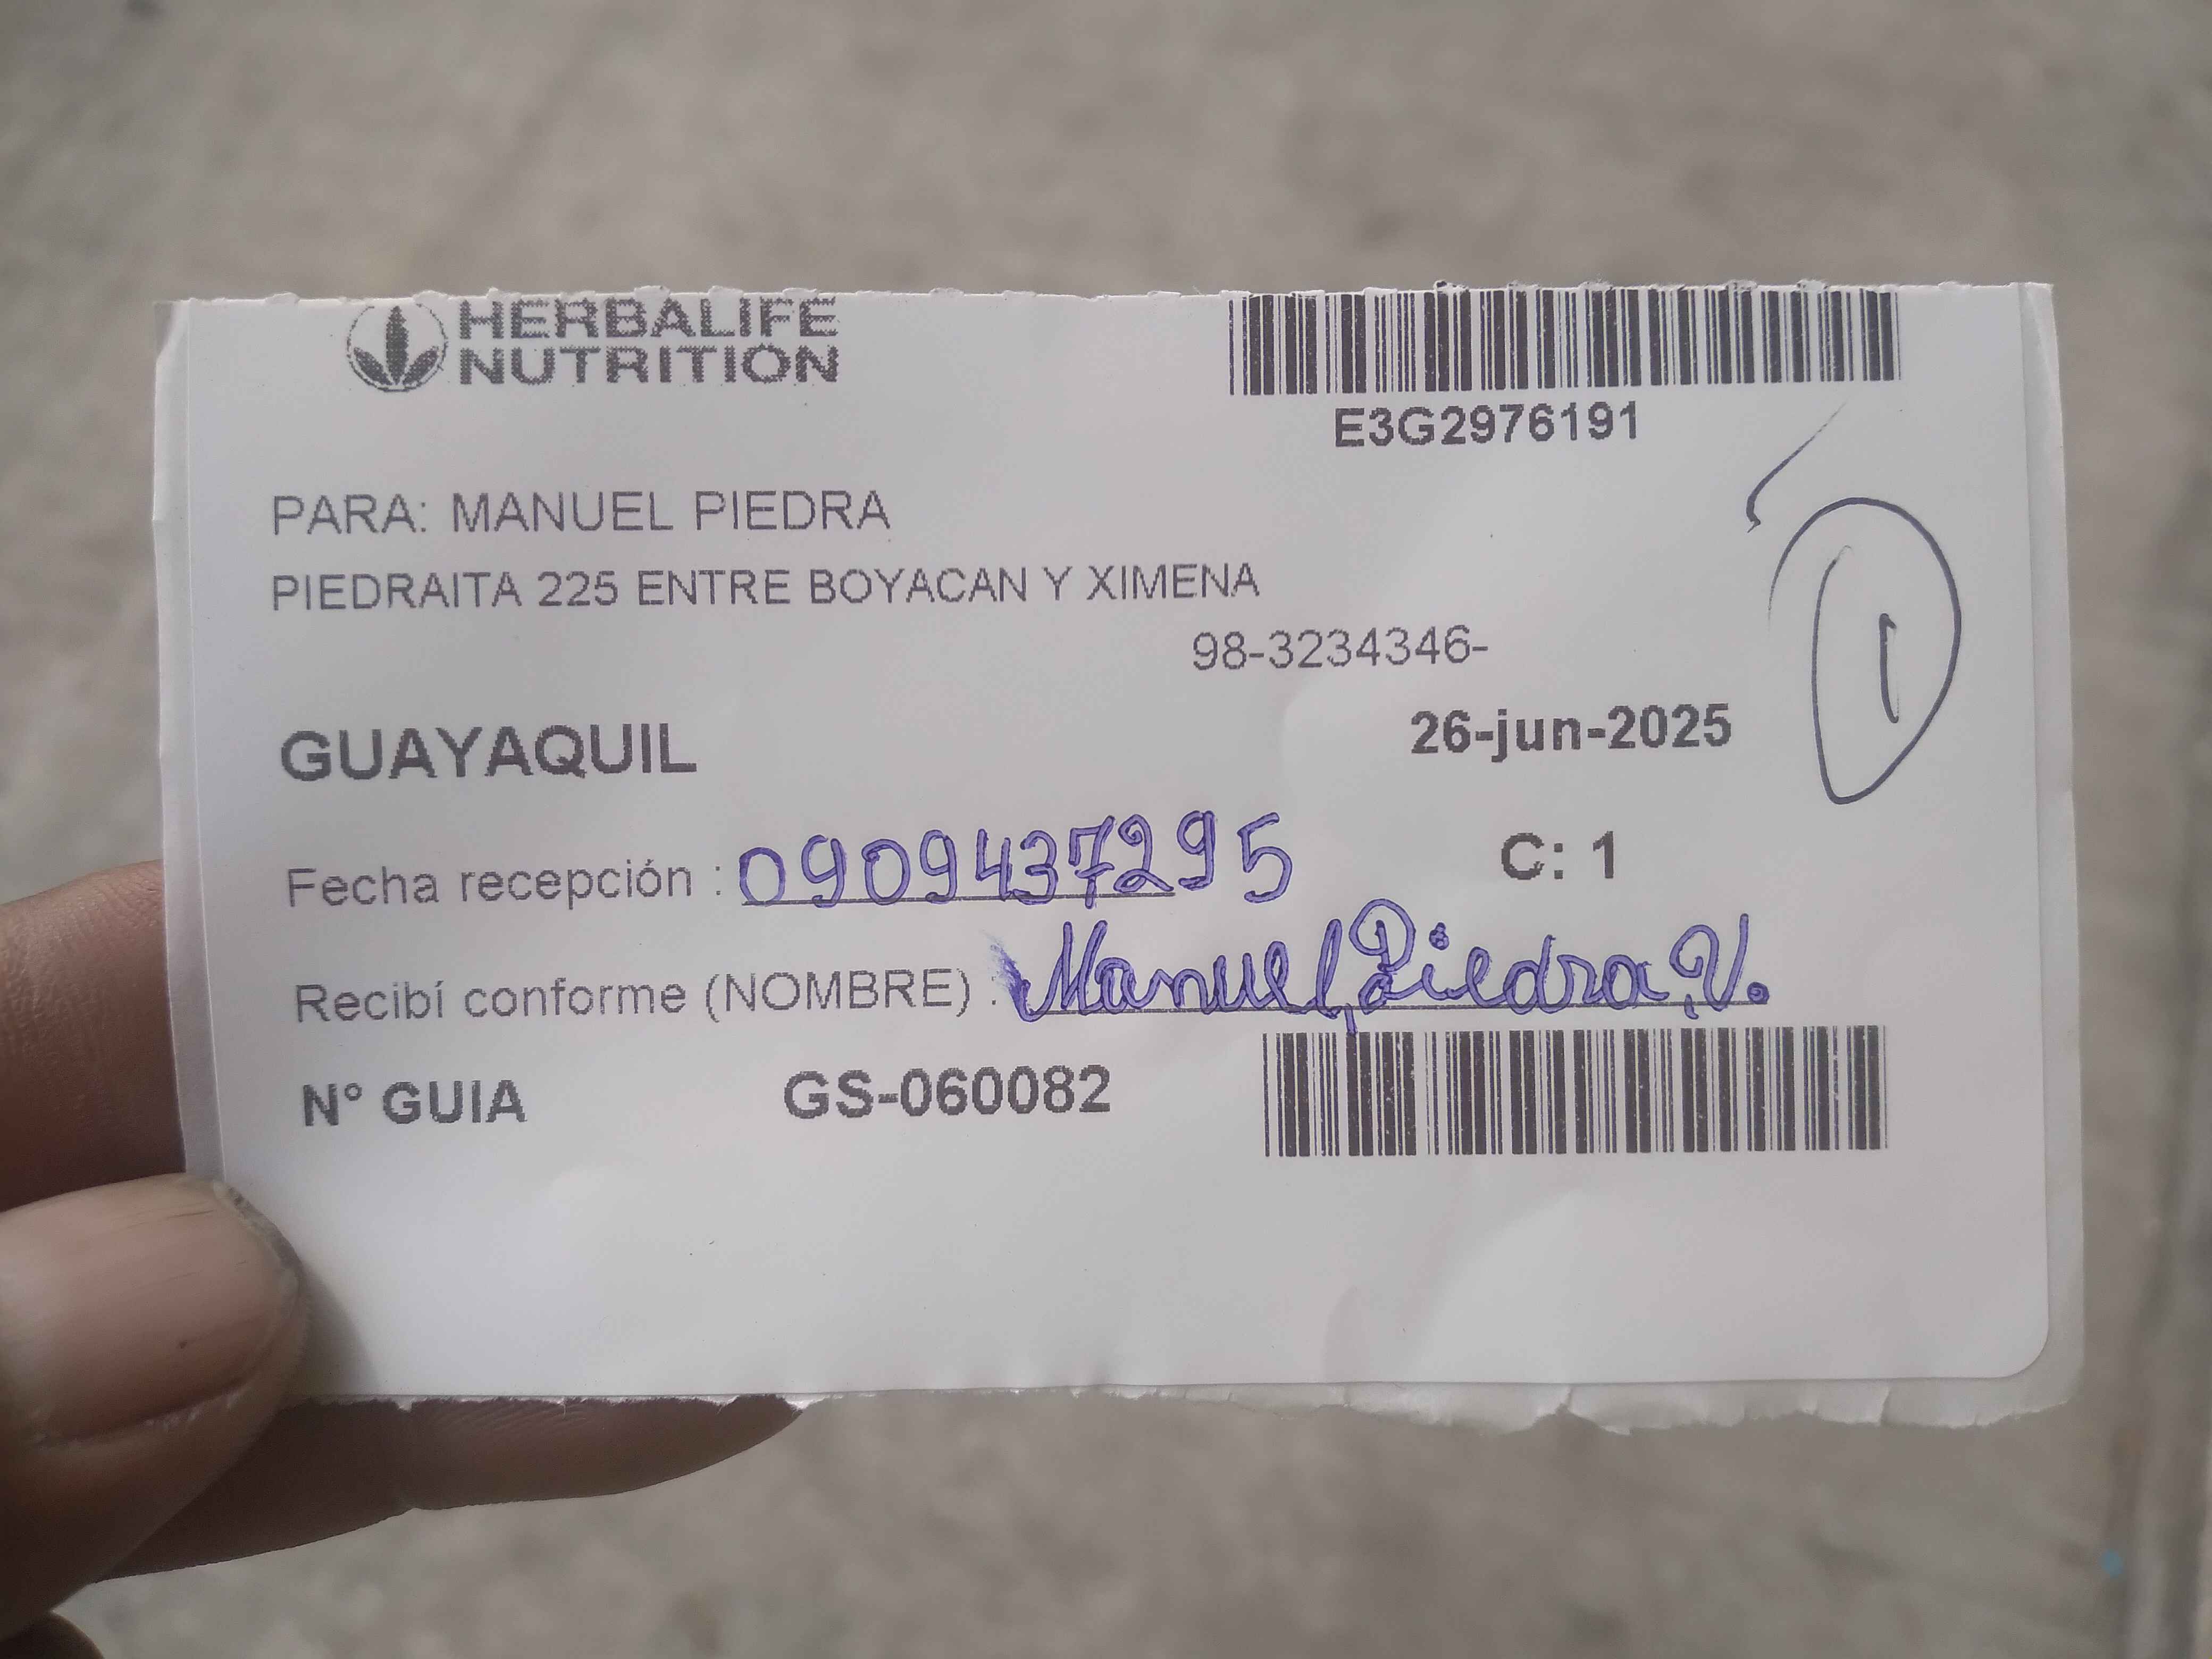 HERBALIFE
NUTRITION
E3G2976191
PARA: MANUEL PIEDRA
PIEDRAITA 225 ENTRE BOYACAN Y XIMENA
98-3234346-
GUAYAQUIL
26-jun-2025
1
Fecha recepción : 0909437295
C: 1
Recibí conforme (NOMBRE) : Manuel Piedra V.
N° GUIA GS-060082